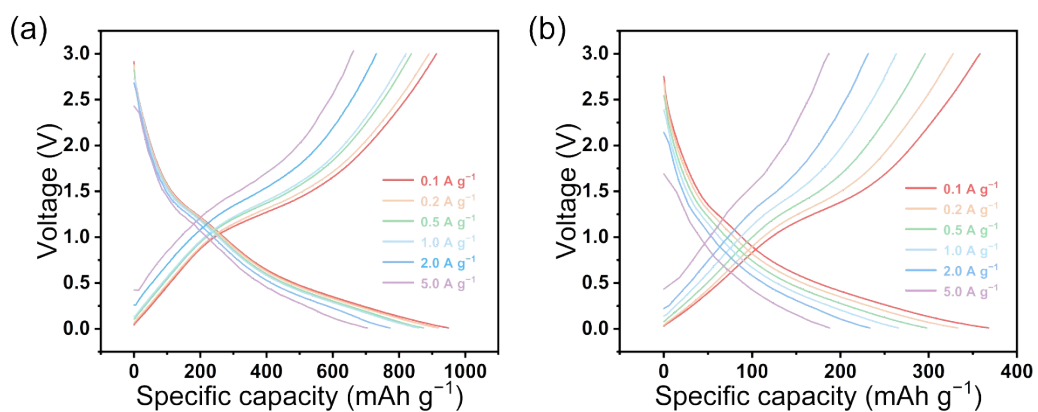 (a)
Voltage (V)
3.0
2.5
2.0
1.5
1.0
0.5
0.0
0.1 A g⁻¹
0.2 A g⁻¹
0.5 A g⁻¹
1.0 A g⁻¹
2.0 A g⁻¹
5.0 A g⁻¹
0 200 400 600 800 1000
Specific capacity (mAh g⁻¹)
(b)
Voltage (V)
3.0
2.5
2.0
1.5
1.0
0.5
0.0
0.1 A g⁻¹
0.2 A g⁻¹
0.5 A g⁻¹
1.0 A g⁻¹
2.0 A g⁻¹
5.0 A g⁻¹
0 100 200 300 400
Specific capacity (mAh g⁻¹)